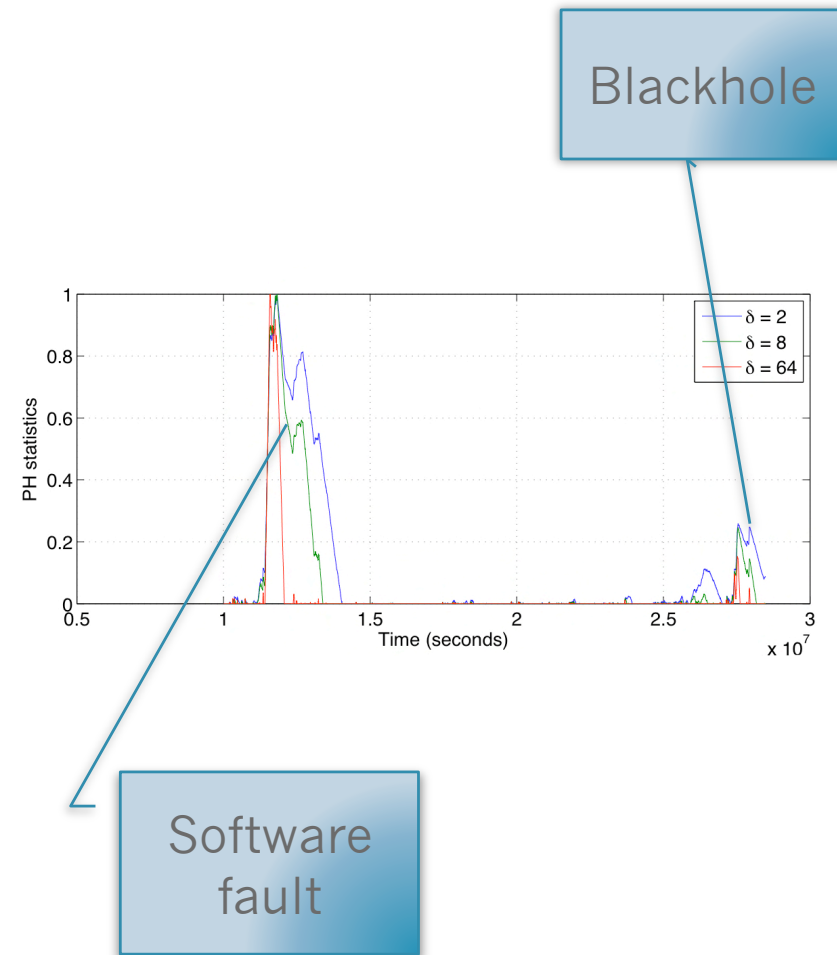 Blackhole
1
0.8
0.6
0.4
0.2
0
PH statistics
δ = 2
δ = 8
δ = 64
0.5 1 1.5 2 2.5 3
Time (seconds)
x 10^7
Software
fault